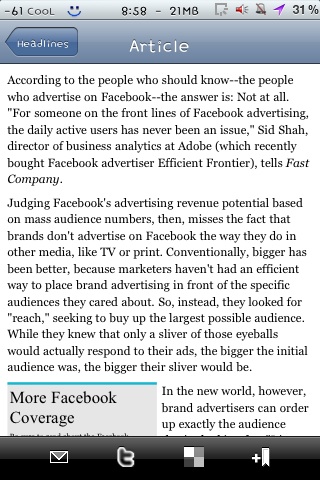 -61 COOL 8:58 - 21MB 31%
Headlines
Article
According to the people who should know--the people
who advertise on Facebook--the answer is: Not at all.
"For someone on the front lines of Facebook advertising,
the daily active users has never been an issue," Sid Shah,
director of business analytics at Adobe (which recently
bought Facebook advertiser Efficient Frontier), tells Fast
Company.
Judging Facebook's advertising revenue potential based
on mass audience numbers, then, misses the fact that
brands don't advertise on Facebook the way they do in
other media, like TV or print. Conventionally, bigger has
been better, because marketers haven't had an efficient
way to place brand advertising in front of the specific
audiences they cared about. So, instead, they looked for
"reach," seeking to buy up the largest possible audience.
While they knew that only a sliver of those eyeballs
would actually respond to their ads, the bigger the initial
audience was, the bigger their sliver would be.
More Facebook
Coverage
In the new world, however,
brand advertisers can order
up exactly the audience